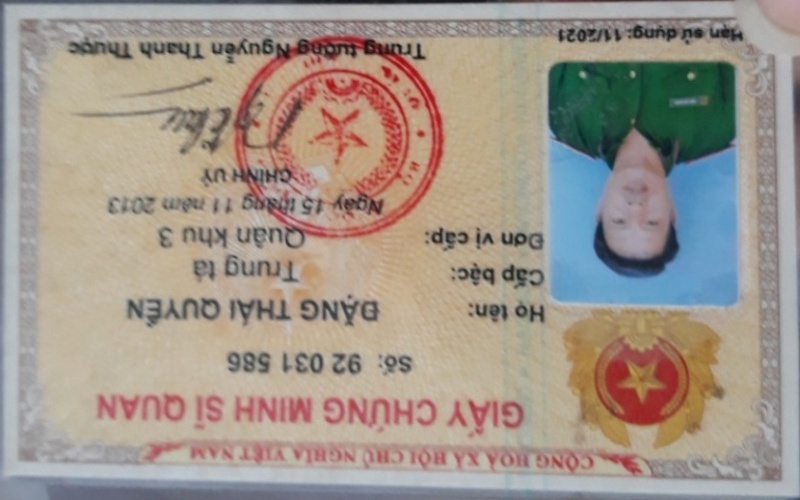 CỘNG HOÀ XÃ HỘI CHỦ NGHĨA VIỆT NAM
GIẤY CHỨNG MINH SĨ QUAN
Số: 92 031 586
Họ tên: ĐẶNG THÁI QUYỀN
Cấp bậc: Trung tá
Đơn vị cấp: Quân khu 3
Ngày 15 tháng 11 năm 2013
CHÍNH UỶ
Trung tướng Nguyễn Thanh Thược
Hạn sử dụng: 11/2021